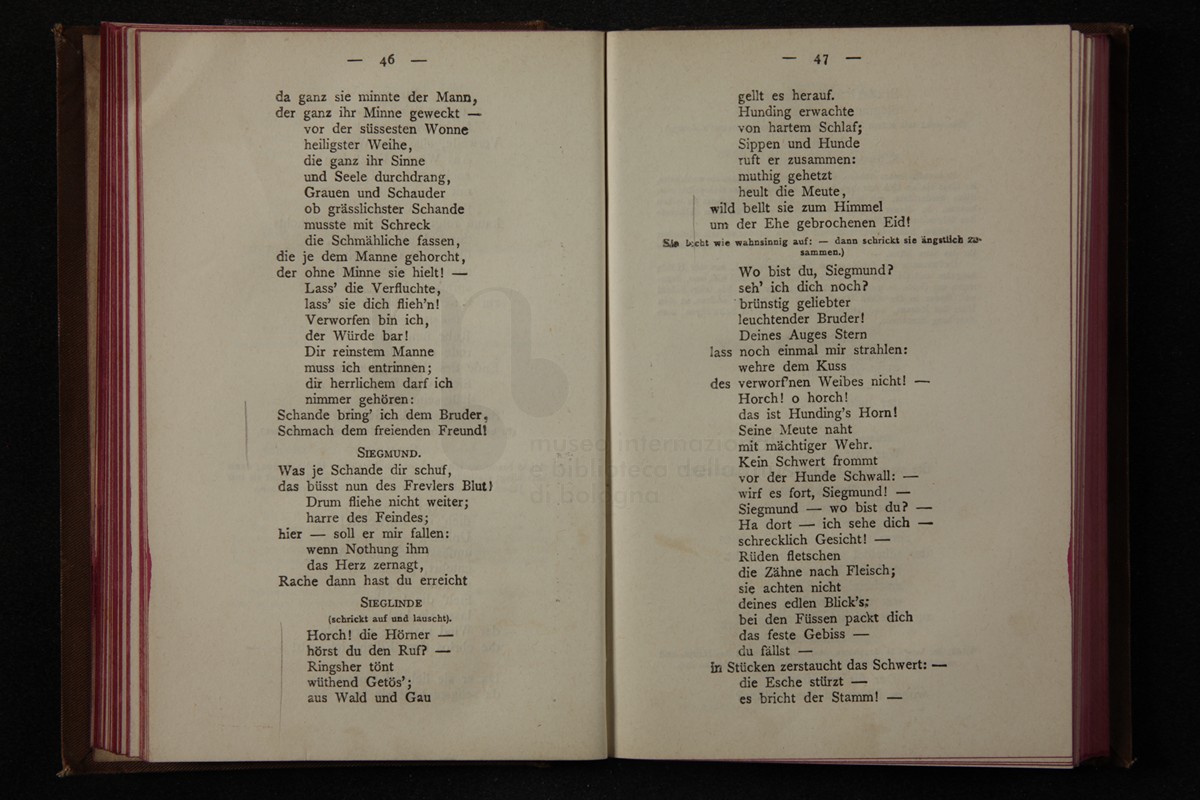 — 46 —
da ganz sie minnte der Mann,
der ganz ihr Minne geweckt —
vor der süssesten Wonne
heiligster Weihe,
die ganz ihr Sinne
und Seele durchdrang,
Grauen und Schauder
ob grässlichster Schande
musste mit Schreck
die Schmähliche fassen,
die je dem Manne gehorcht,
der ohne Minne sie hielt! —
Lass' die Verfluchte,
lass' sie dich flieh'n!
Verworfen bin ich,
der Würde bar!
Dir reinstem Manne
muss ich entrinnen;
dir herrlichem darf ich
nimmer gehören:
Schande bring' ich dem Bruder,
Schmach dem freienden Freund!
SIEGMUND.
Was je Schande dir schuf,
das büsst nun des Frevlers Blut!
Drum fliehe nicht weiter;
harre des Feindes;
hier — soll er mir fallen:
wenn Nothung ihm
das Herz zernagt,
Rache dann hast du erreicht
SIEGLINDE
(schrickt auf und lauscht).
Horch! die Hörner —
hörst du den Ruf? —
Ringsher tönt
wüthend Getös';
aus Wald und Gau
— 47 —
gellt es herauf.
Hunding erwachte
von hartem Schlaf;
Sippen und Hunde
ruft er zusammen:
muthig gehetzt
heult die Meute,
wild bellt sie zum Himmel
um der Ehe gebrochenen Eid!
Sie lacht wie wahnsinnig auf: — dann schrickt sie ängstlich zu-
sammen.)
Wo bist du, Siegmund?
seh' ich dich noch?
brünstig geliebter
leuchtender Bruder!
Deines Auges Stern
lass noch einmal mir strahlen:
wehre dem Kuss
des verworf'nen Weibes nicht! —
Horch! o horch!
das ist Hunding's Horn!
Seine Meute naht
mit mächtiger Wehr.
Kein Schwert frommt
vor der Hunde Schwall: —
wirf es fort, Siegmund! —
Siegmund — wo bist du? —
Ha dort — ich sehe dich —
schrecklich Gesicht! —
Rüden fletschen
die Zähne nach Fleisch;
sie achten nicht
deines edlen Blick's:
bei den Füssen packt dich
das feste Gebiss —
du fällst —
in Stücken zerstaucht das Schwert: —
die Esche stürzt —
es bricht der Stamm! —
museo internazio
e biblioteca della
di bologna